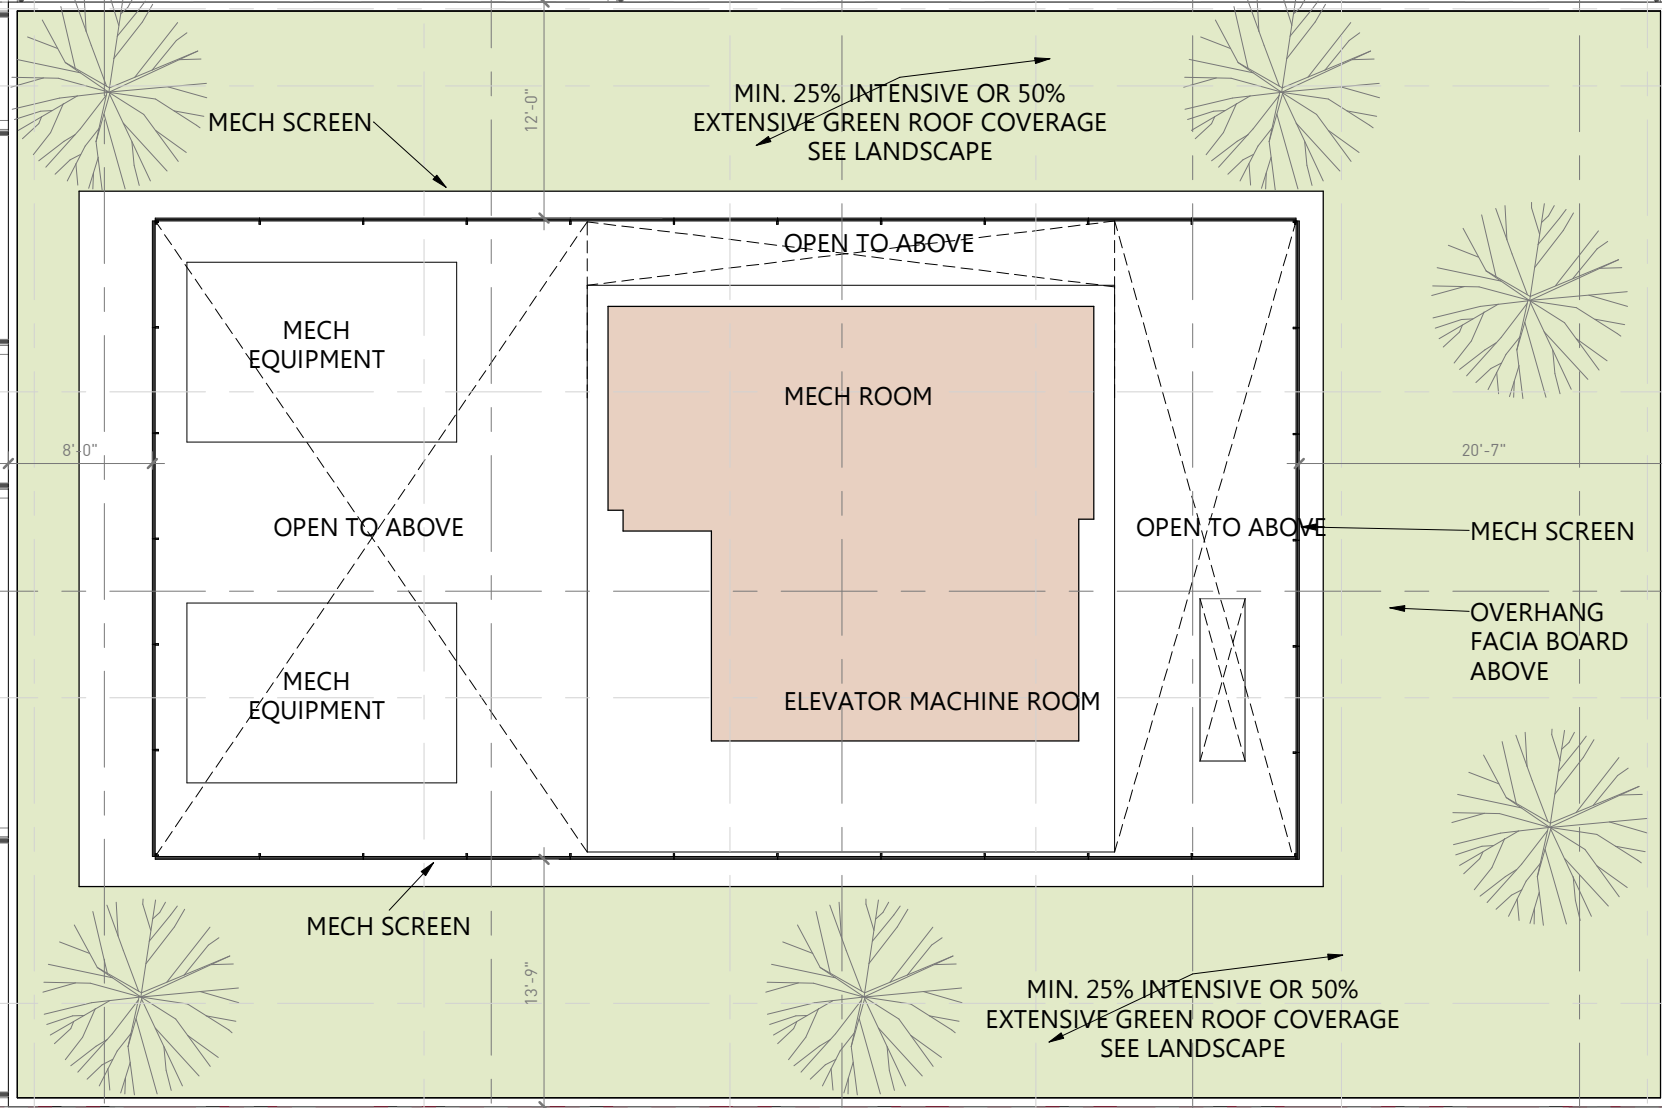 12'-0"
MIN. 25% INTENSIVE OR 50%
EXTENSIVE GREEN ROOF COVERAGE
SEE LANDSCAPE
MECH SCREEN
OPEN TO ABOVE
MECH
EQUIPMENT
MECH ROOM
8'-0"
20'-7"
OPEN TO ABOVE
OPEN TO ABOVE
MECH SCREEN
OVERHANG
FACIA BOARD
ABOVE
MECH
EQUIPMENT
ELEVATOR MACHINE ROOM
MECH SCREEN
13'-9"
MIN. 25% INTENSIVE OR 50%
EXTENSIVE GREEN ROOF COVERAGE
SEE LANDSCAPE